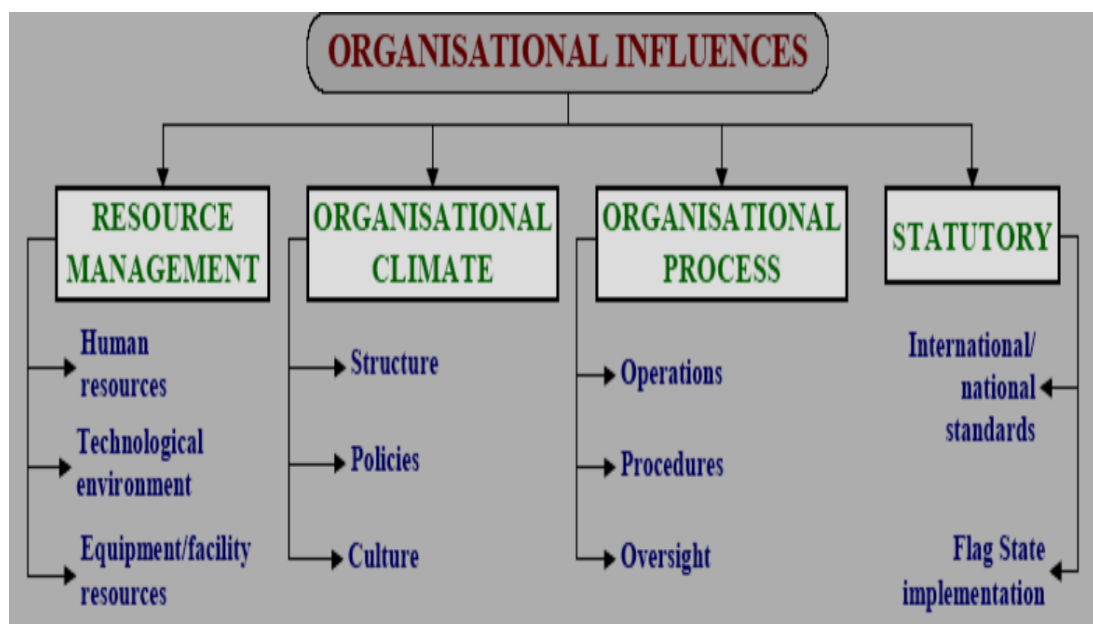 ORGANISATIONAL INFLUENCES
RESOURCE
MANAGEMENT
Human
resources
Technological
environment
Equipment/facility
resources
ORGANISATIONAL
CLIMATE
Structure
Policies
Culture
ORGANISATIONAL
PROCESS
Operations
Procedures
Oversight
STATUTORY
International/
national
standards
Flag State
implementation